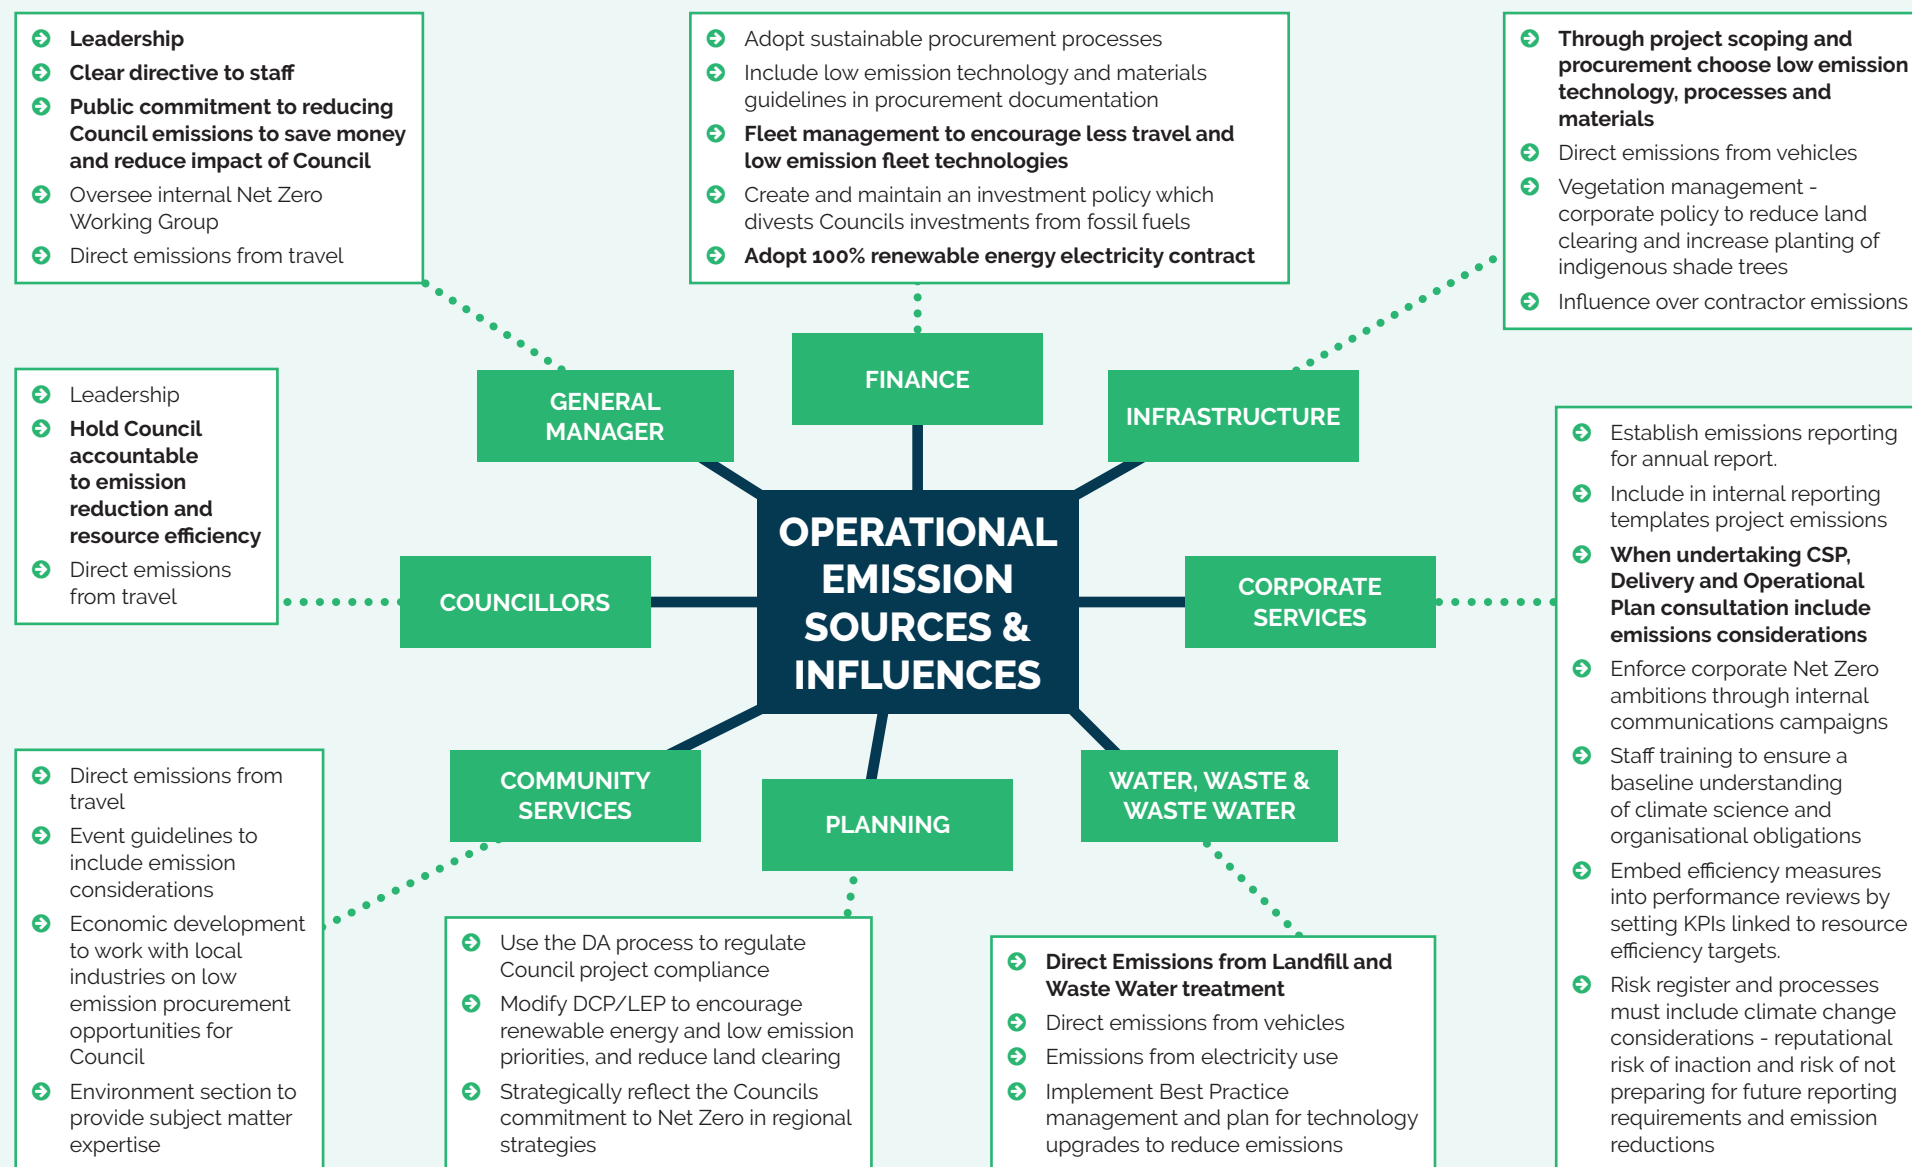 Leadership
Clear directive to staff
Public commitment to reducing
Council emissions to save money
and reduce impact of Council
Oversee internal Net Zero
Working Group
Direct emissions from travel
Adopt sustainable procurement processes
Include low emission technology and materials
guidelines in procurement documentation
Fleet management to encourage less travel and
low emission fleet technologies
Create and maintain an investment policy which
divests Councils investments from fossil fuels
Adopt 100% renewable energy electricity contract
Through project scoping and
procurement choose low emission
technology, processes and
materials
Direct emissions from vehicles
Vegetation management -
corporate policy to reduce land
clearing and increase planting of
indigenous shade trees
Influence over contractor emissions
GENERAL
MANAGER
FINANCE
INFRASTRUCTURE
Leadership
Hold Council
accountable
to emission
reduction and
resource efficiency
Direct emissions
from travel
COUNCILLORS
OPERATIONAL
EMISSION
SOURCES &
INFLUENCES
CORPORATE
SERVICES
Establish emissions reporting
for annual report.
Include in internal reporting
templates project emissions
When undertaking CSP,
Delivery and Operational
Plan consultation include
emissions considerations
Enforce corporate Net Zero
ambitions through internal
communications campaigns
Staff training to ensure a
baseline understanding
of climate science and
organisational obligations
Embed efficiency measures
into performance reviews by
setting KPIs linked to resource
efficiency targets.
Risk register and processes
must include climate change
considerations - reputational
risk of inaction and risk of not
preparing for future reporting
requirements and emission
reductions
COMMUNITY
SERVICES
PLANNING
WATER, WASTE &
WASTE WATER
Direct emissions from
travel
Event guidelines to
include emission
considerations
Economic development
to work with local
industries on low
emission procurement
opportunities for
Council
Environment section to
provide subject matter
expertise
Use the DA process to regulate
Council project compliance
Modify DCP/LEP to encourage
renewable energy and low emission
priorities, and reduce land clearing
Strategically reflect the Councils
commitment to Net Zero in regional
strategies
Direct Emissions from Landfill and
Waste Water treatment
Direct emissions from vehicles
Emissions from electricity use
Implement Best Practice
management and plan for technology
upgrades to reduce emissions